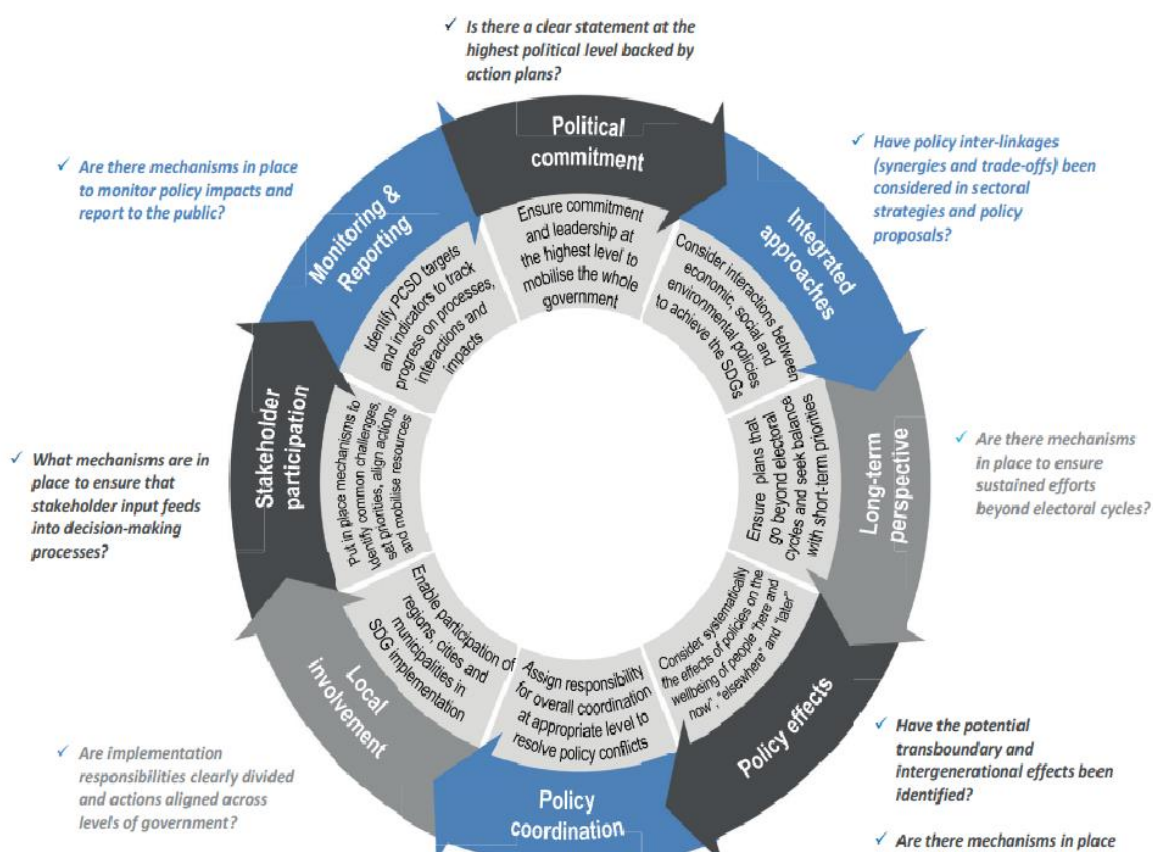 ✓ Is there a clear statement at the
highest political level backed by
action plans?
Political
commitment
Ensure commitment
and leadership at
the highest level to
mobilise the whole
government
✓ Have policy inter-linkages
(synergies and trade-offs) been
considered in sectoral
strategies and policy
proposals?
Integrated
approaches
Consider interactions between
economic, social and
environmental policies
to achieve the SDGs
✓ Are there mechanisms
in place to ensure
sustained efforts
beyond electoral cycles?
Long-term
perspective
Ensure plans that
go beyond electoral
cycles and seek balance
with short-term priorities
✓ Have the potential
transboundary and
intergenerational effects been
identified?
Policy effects
Consider systematically
the effects of policies on the
wellbeing of people "here and
now", "elsewhere" and "later"
✓ Are there mechanisms in place
Policy
coordination
Assign responsibility
for overall coordination
at appropriate level to
resolve policy conflicts
✓ Are implementation
responsibilities clearly divided
and actions aligned across
levels of government?
Local
involvement
Enable participation of
regions, cities and
municipalities in
SDG implementation
✓ What mechanisms are in
place to ensure that
stakeholder input feeds
into decision-making
processes?
Stakeholder
participation
Put in place mechanisms to
identify common challenges,
set priorities, align actions
and mobilise resources
✓ Are there mechanisms in place
to monitor policy impacts and
report to the public?
Monitoring &
Reporting
Identify PCSD targets
and indicators to track
progress on processes,
interactions and
impacts